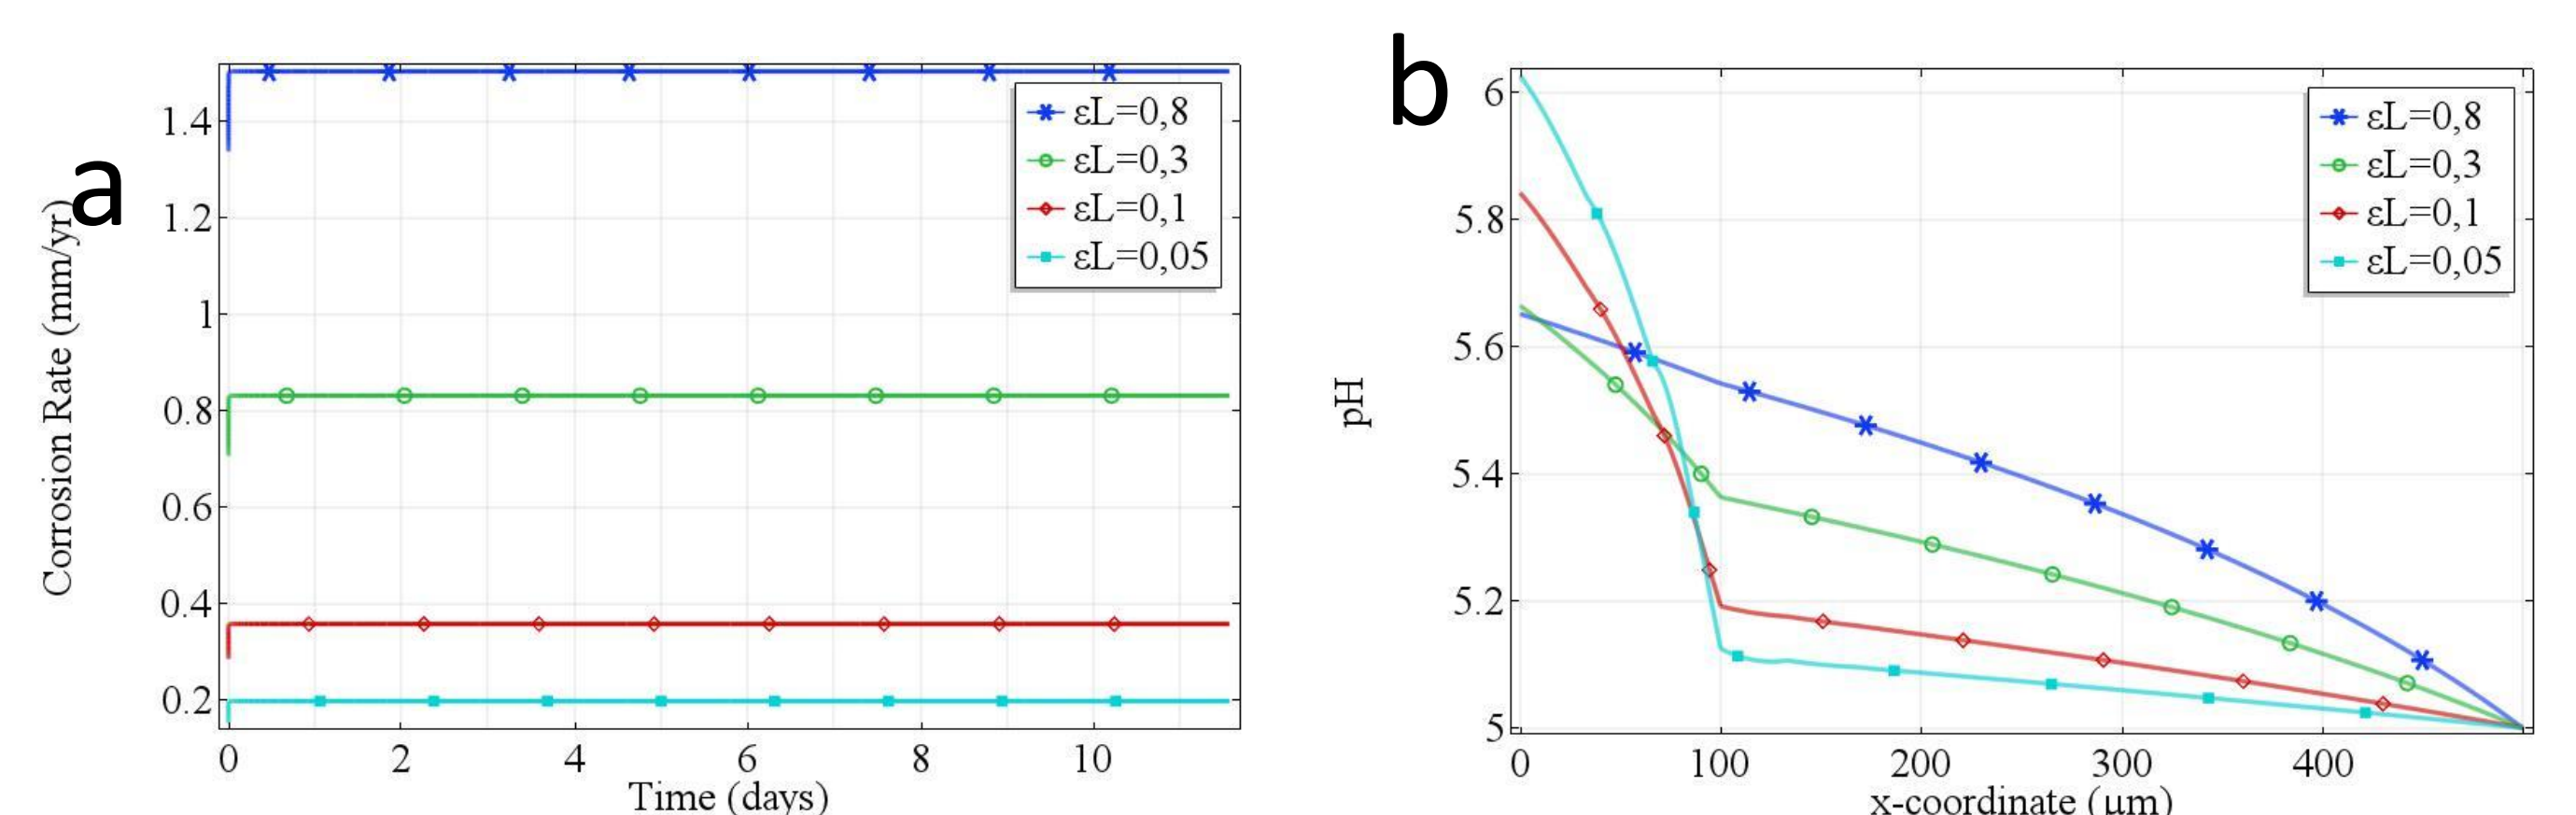 a
Corrosion Rate (mm/yr)
1.4
1.2
1
0.8
0.6
0.4
0.2
0 2 4 6 8 10
Time (days)
εL=0,8
εL=0,3
εL=0,1
εL=0,05
b
pH
6
5.8
5.6
5.4
5.2
5
0 100 200 300 400
x-coordinate (μm)
εL=0,8
εL=0,3
εL=0,1
εL=0,05